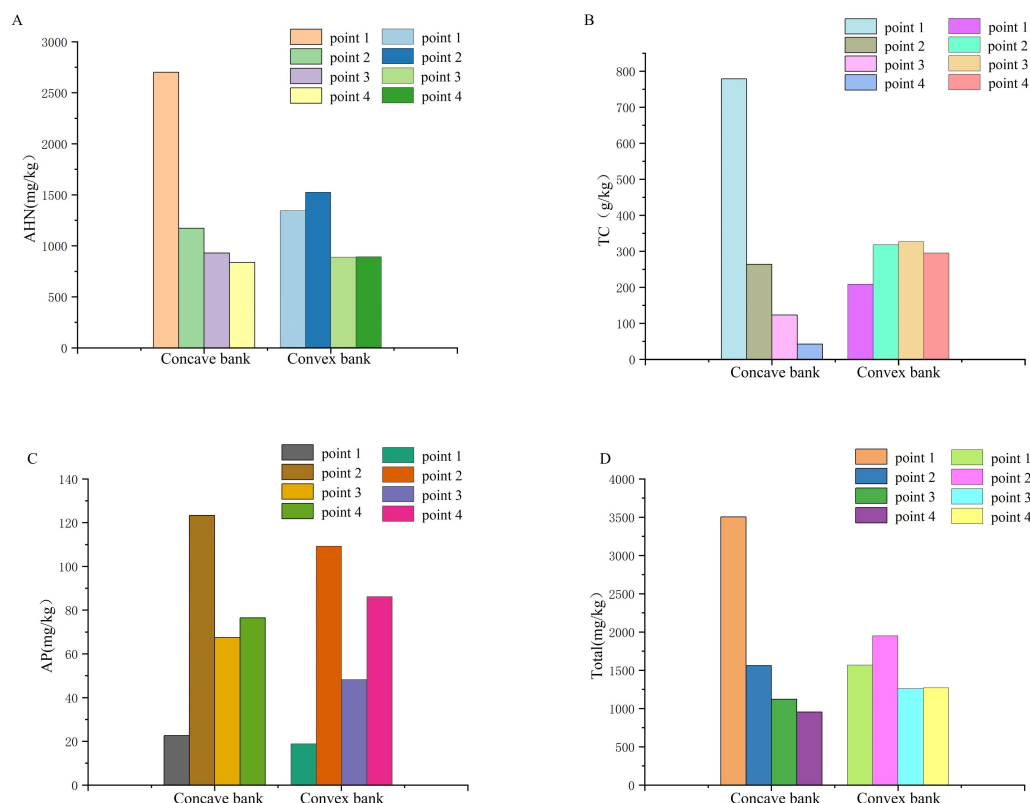 A
point 1
point 2
point 3
point 4
point 1
point 2
point 3
point 4
3000
2500
2000
1500
1000
500
0
AHN(mg/kg)
Concave bank
Convex bank
B
point 1
point 2
point 3
point 4
point 1
point 2
point 3
point 4
800
700
600
500
400
300
200
100
0
TC（g/kg）
Concave bank
Convex bank
C
point 1
point 2
point 3
point 4
point 1
point 2
point 3
point 4
140
120
100
80
60
40
20
0
AP(mg/kg)
Concave bank
Convex bank
D
point 1
point 2
point 3
point 4
point 1
point 2
point 3
point 4
4000
3500
3000
2500
2000
1500
1000
500
0
Total(mg/kg)
Concave bank
Convex bank